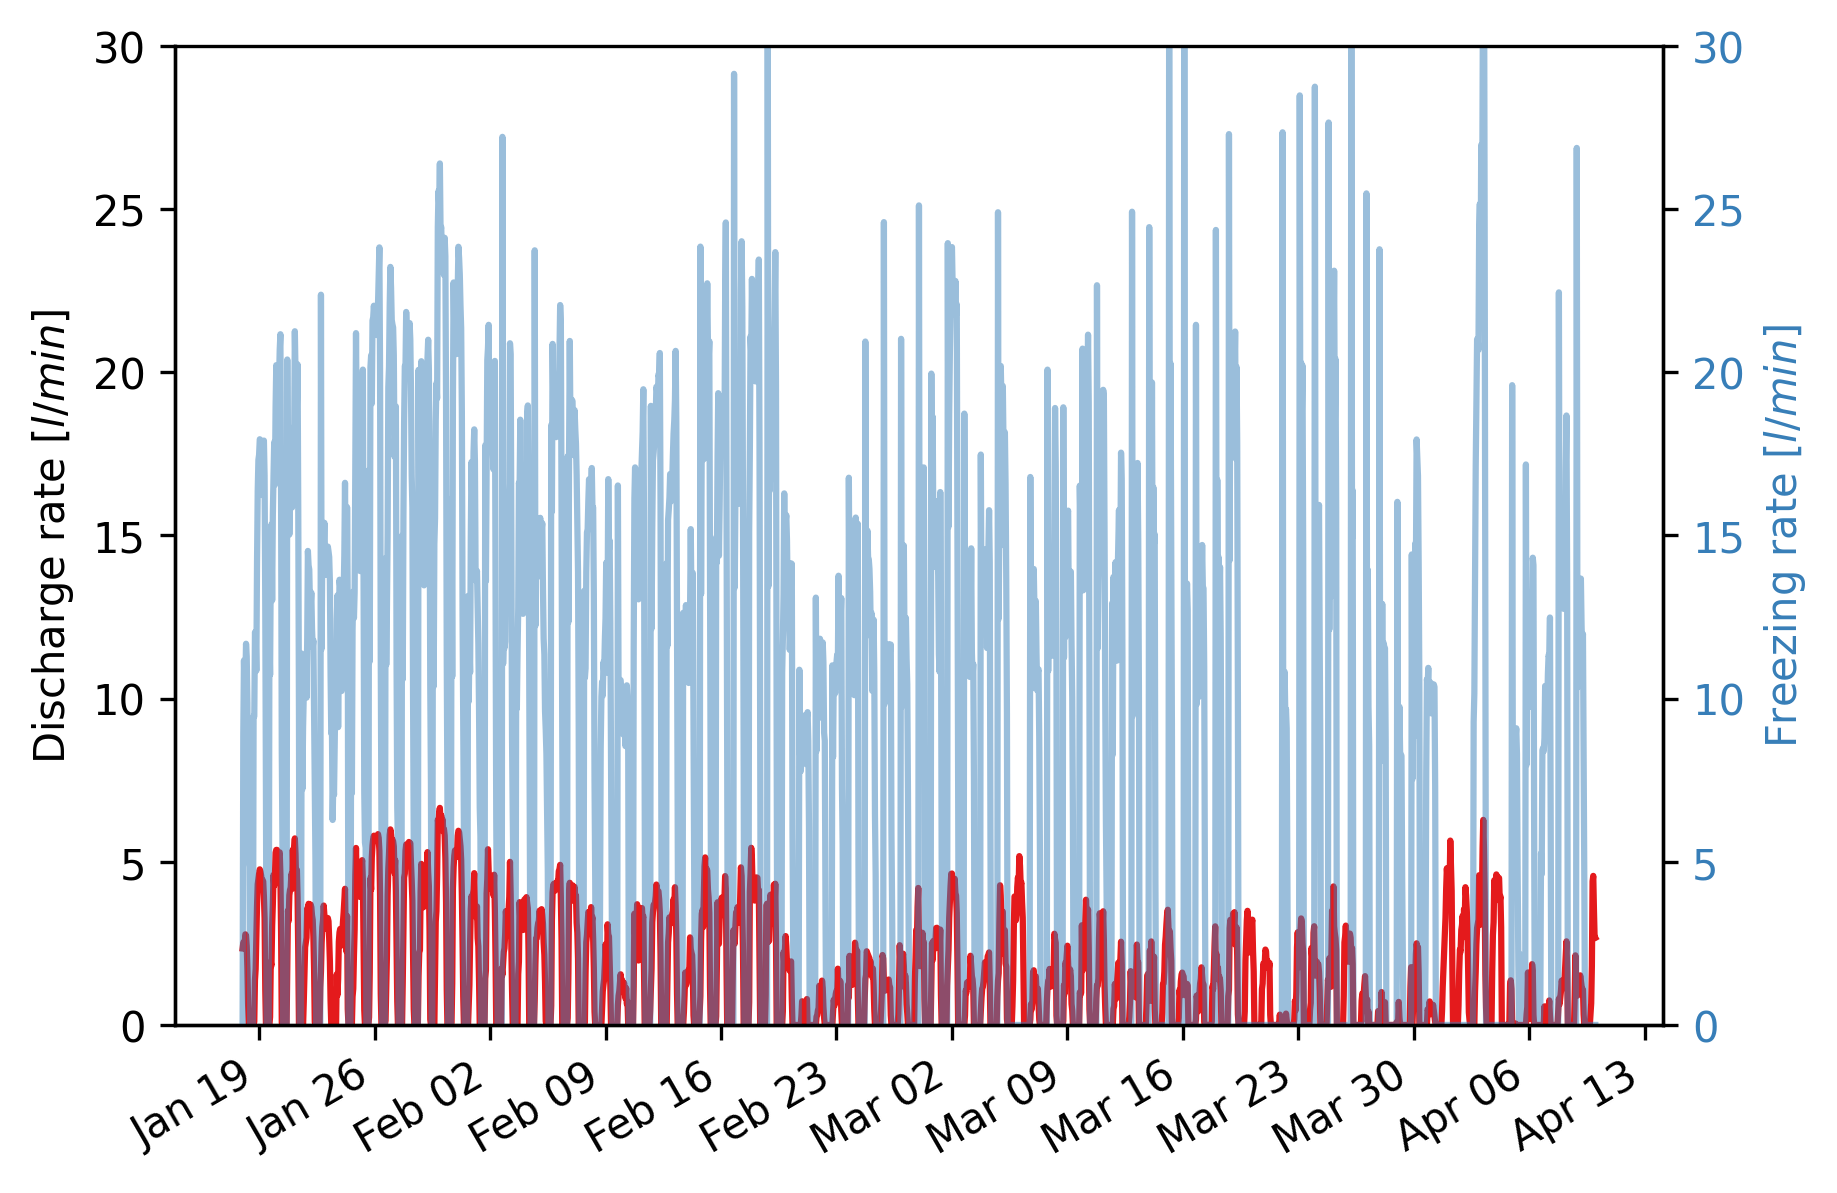 30
25
20
15
10
5
0
Discharge rate [l/min]
30
25
20
15
10
5
0
Freezing rate [l/min]
Jan 19
Jan 26
Feb 02
Feb 09
Feb 16
Feb 23
Mar 02
Mar 09
Mar 16
Mar 23
Mar 30
Apr 06
Apr 13